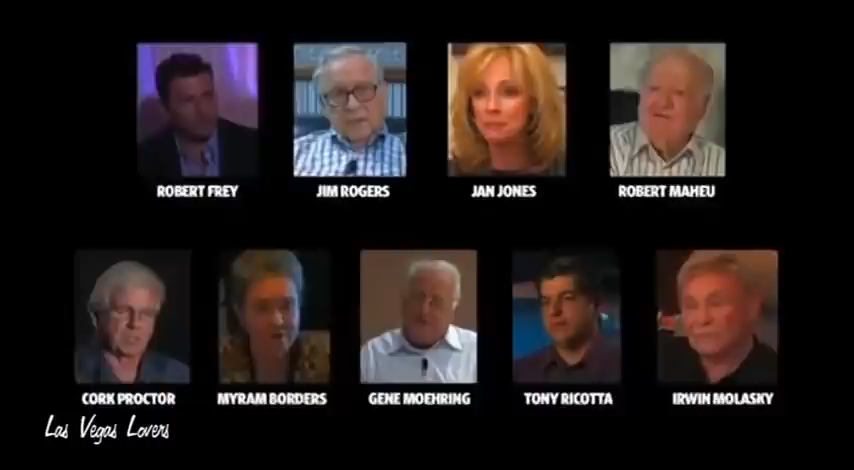 ROBERT FREY
JIM ROGERS
JAN JONES
ROBERT MAHEU
CORK PROCTOR
MYRAM BORDERS
GENE MOEHRING
TONY RICOTTA
IRWIN MOLASKY
Las Vegas Lovers